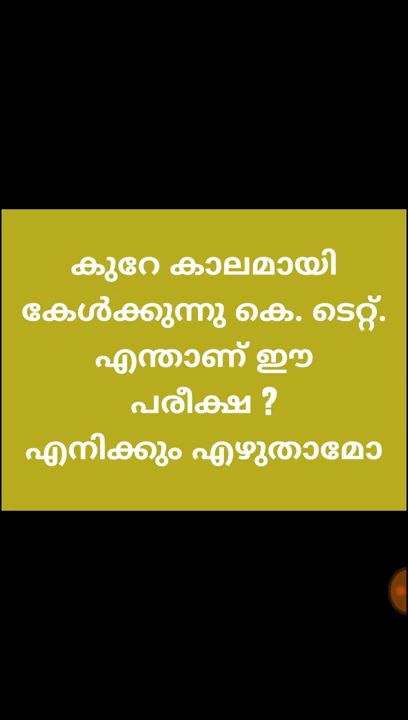 കുറേ കാലമായി
കേൾക്കുന്നു കെ. ടെറ്റ്.
എന്താണ് ഈ
പരീക്ഷ ?
എനിക്കും എഴുതാമോ